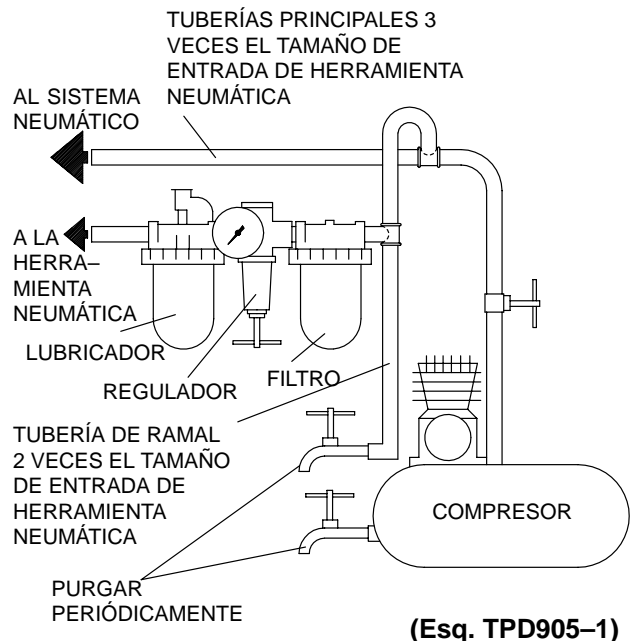 TUBERÍAS PRINCIPALES 3
VECES EL TAMAÑO DE
ENTRADA DE HERRAMIENTA
NEUMÁTICA
AL SISTEMA
NEUMÁTICO
A LA
HERRA–
MIENTA
NEUMÁTICA
LUBRICADOR
REGULADOR
FILTRO
TUBERÍA DE RAMAL
2 VECES EL TAMAÑO
DE ENTRADA DE
HERRAMIENTA
NEUMÁTICA
COMPRESOR
PURGAR
PERIÓDICAMENTE
(Esq. TPD905–1)